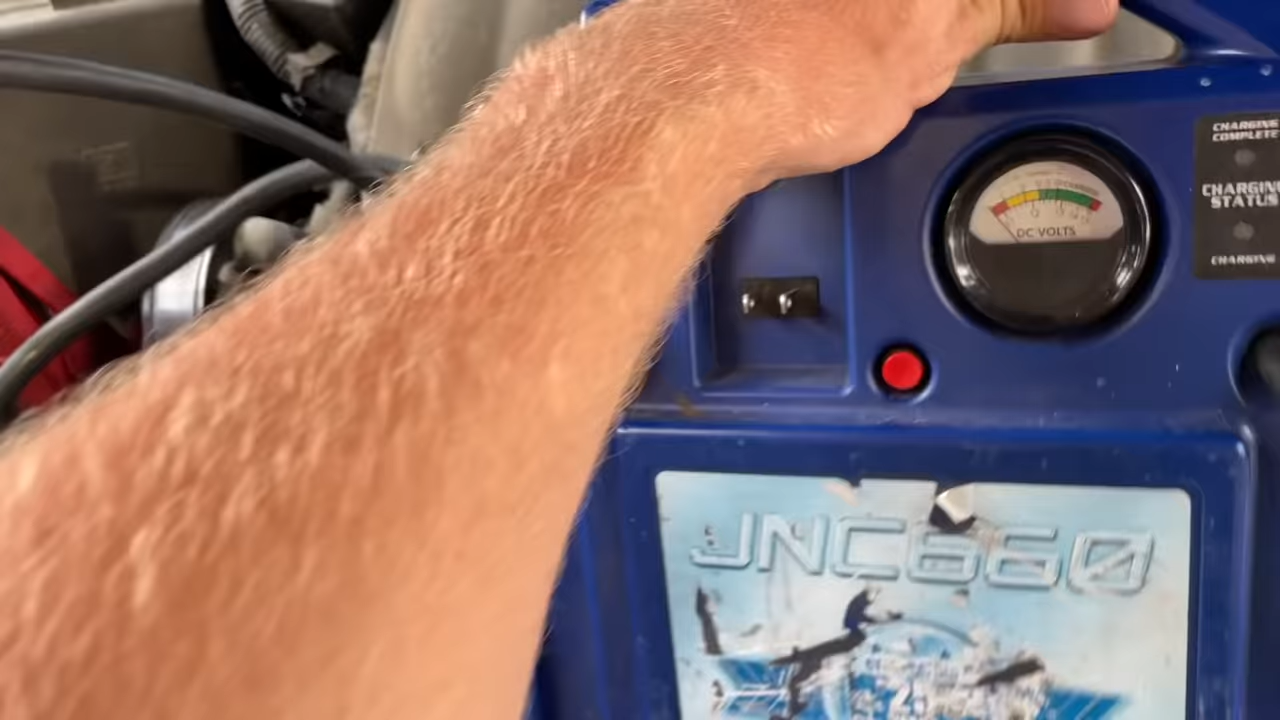 CHARGING
COMPLETE
CHARGING
STATUS
DC VOLTS
CHARGING
JNC660